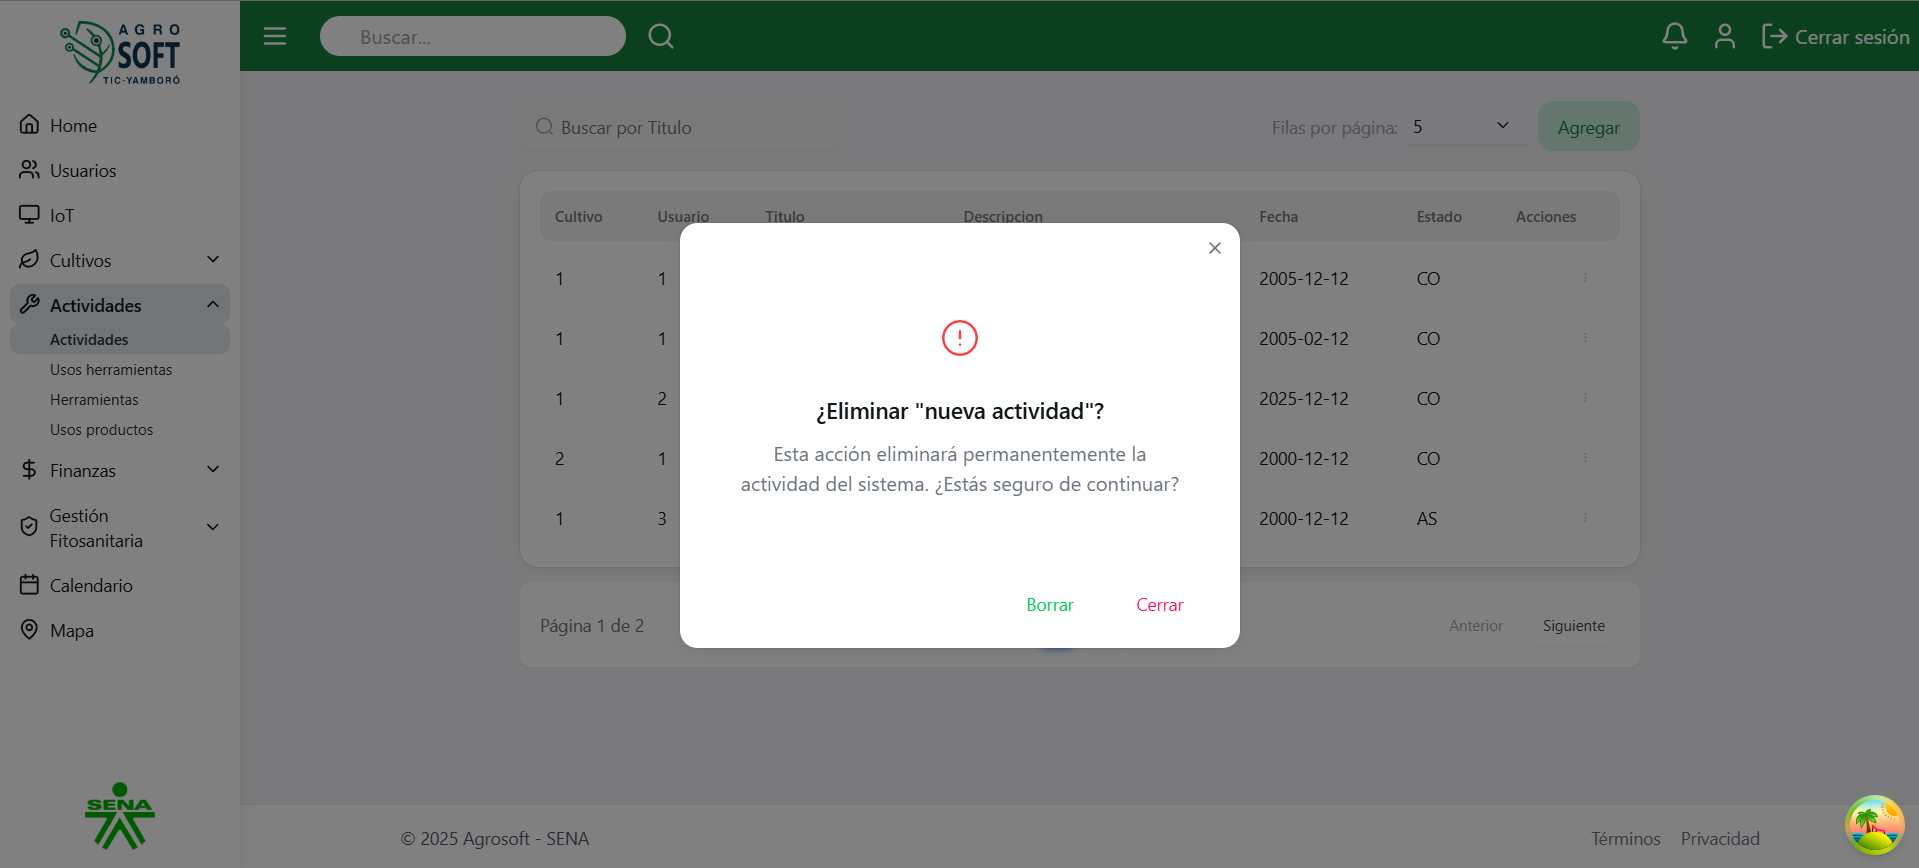 AGRO
SOFT
TIC-YAMBORÓ
Buscar...
Cerrar sesión
Home
Usuarios
IoT
Cultivos
Actividades
Actividades
Usos herramientas
Herramientas
Usos productos
Finanzas
Gestión
Fitosanitaria
Calendario
Mapa
SENA
Buscar por Titulo
Filas por página: 5
Agregar
Cultivo Usuario Titulo Descripcion Fecha Estado Acciones
1 1 2005-12-12 CO
1 1 2005-02-12 CO
1 2 2025-12-12 CO
2 1 2000-12-12 CO
1 3 2000-12-12 AS
¿Eliminar "nueva actividad"?
Esta acción eliminará permanentemente la
actividad del sistema. ¿Estás seguro de continuar?
Borrar Cerrar
Página 1 de 2
Anterior Siguiente
© 2025 Agrosoft - SENA
Términos Privacidad